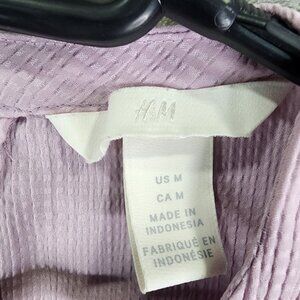 H&M
US M
CA M
MADE IN
INDONESIA
FABRIQUÉ EN
INDONÉSIE